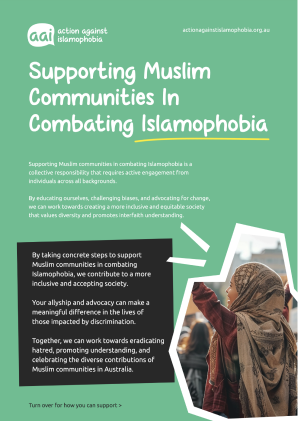 aai action against
islamophobia
actionagainstislamophobia.org.au
Supporting Muslim
Communities In
Combating Islamophobia
Supporting Muslim communities in combating Islamophobia is a
collective responsibility that requires active engagement from
individuals across all backgrounds.
By educating ourselves, challenging biases, and advocating for change,
we can work towards creating a more inclusive and equitable society
that values diversity and promotes interfaith understanding.
By taking concrete steps to support
Muslim communities in combating
Islamophobia, we contribute to a more
inclusive and accepting society.
Your allyship and advocacy can make a
meaningful difference in the lives of
those impacted by discrimination.
Together, we can work towards eradicating
hatred, promoting understanding, and
celebrating the diverse contributions of
Muslim communities in Australia.
Turn over for how you can support >